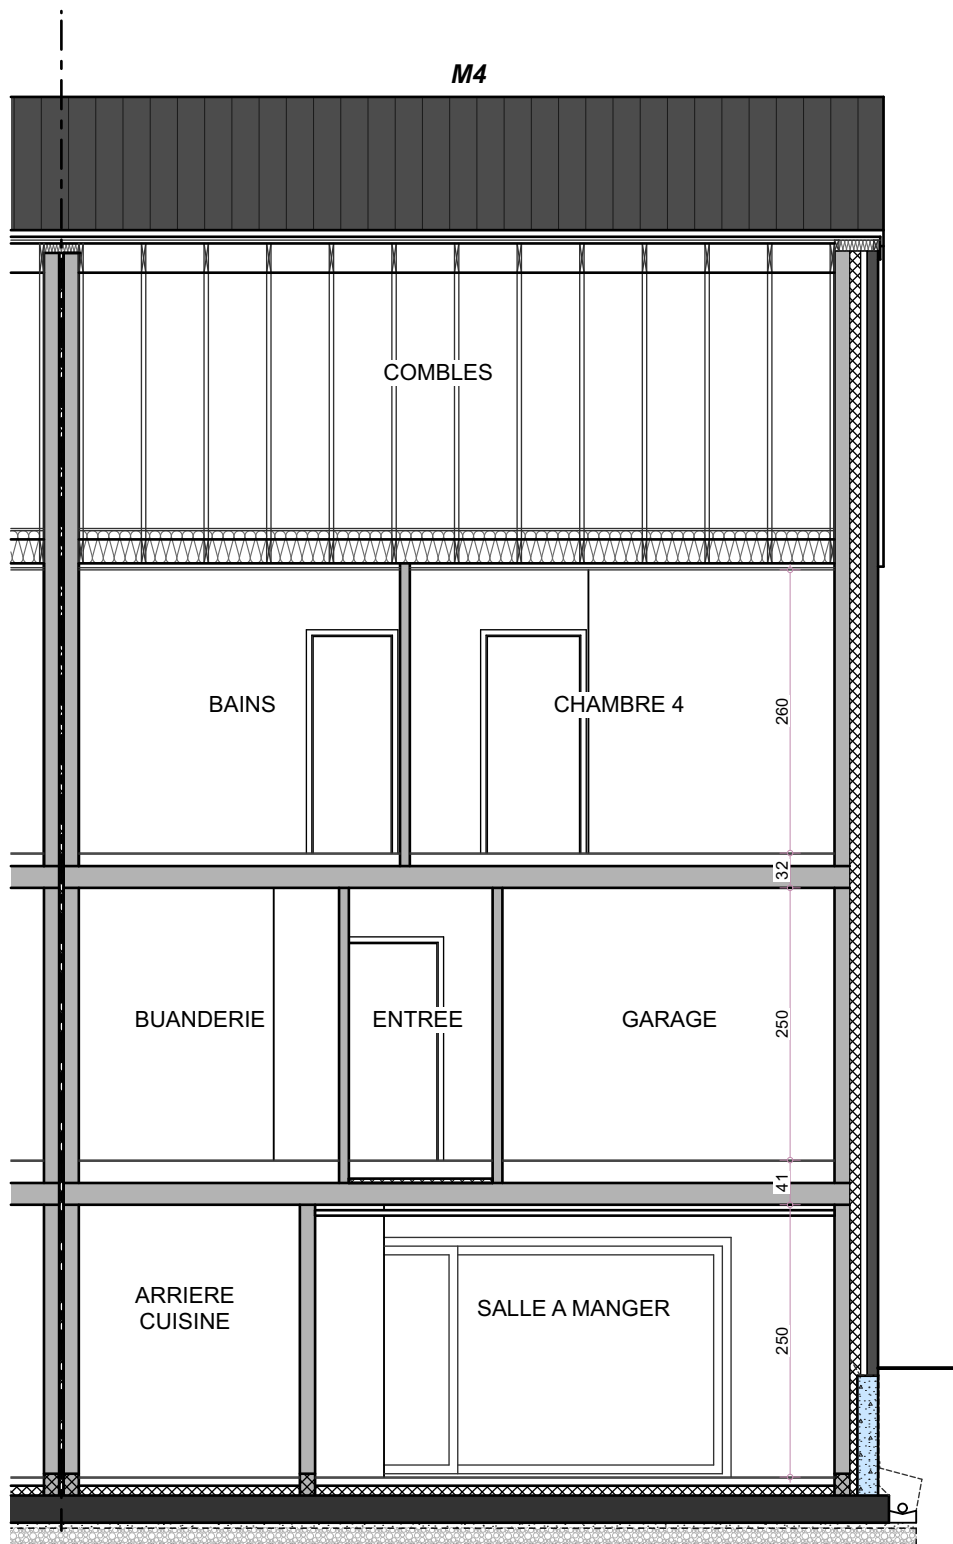 M4
COMBLES
BAINS
CHAMBRE 4
260
32
BUANDERIE
ENTREE
GARAGE
250
41
ARRIERE
CUISINE
SALLE A MANGER
250